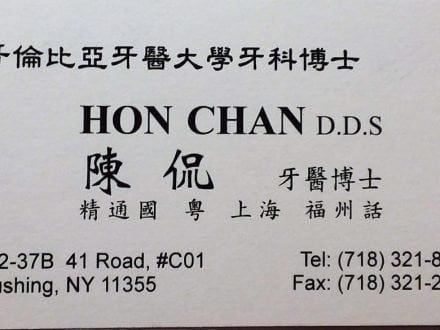 哥倫比亞牙醫大學牙科博士
HON CHAN D.D.S
陳侃 牙醫博士
精通國 粵 上海 福州話
2-37B 41 Road, #C01 Tel: (718) 321-8
ushing, NY 11355 Fax: (718) 321-2